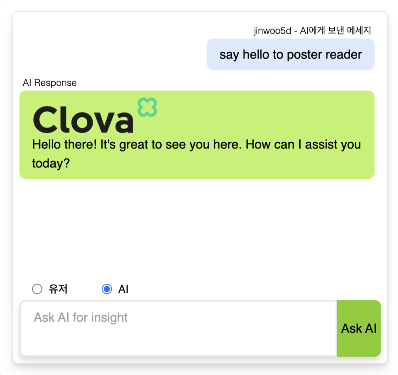 jinwoo5d - AI에게 보낸 메세지
say hello to poster reader
AI Response
Clova
Hello there! It's great to see you here. How can I assist you
today?
유저 AI
Ask AI for insight
Ask AI